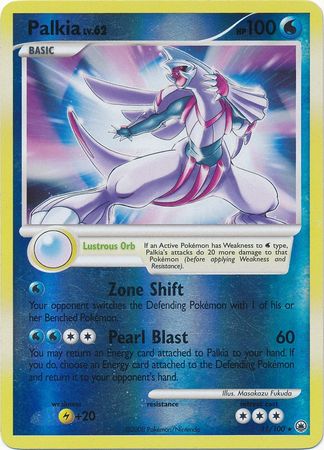 Palkia LV.62 HP 100
BASIC
Lustrous Orb
If an Active Pokémon has Weakness to type,
Palkia's attacks do 20 more damage to that
Pokémon (before applying Weakness and
Resistance).
Zone Shift
Your opponent switches the Defending Pokémon with 1 of his or
her Benched Pokémon.
Pearl Blast 60
You may return an Energy card attached to Palkia to your hand. If
you do, choose an Energy card attached to the Defending Pokémon
and return it to your opponent's hand.
Illus. Masakazu Fukuda
weakness resistance retreat cost
+20
©2008 Pokémon/Nintendo
/100